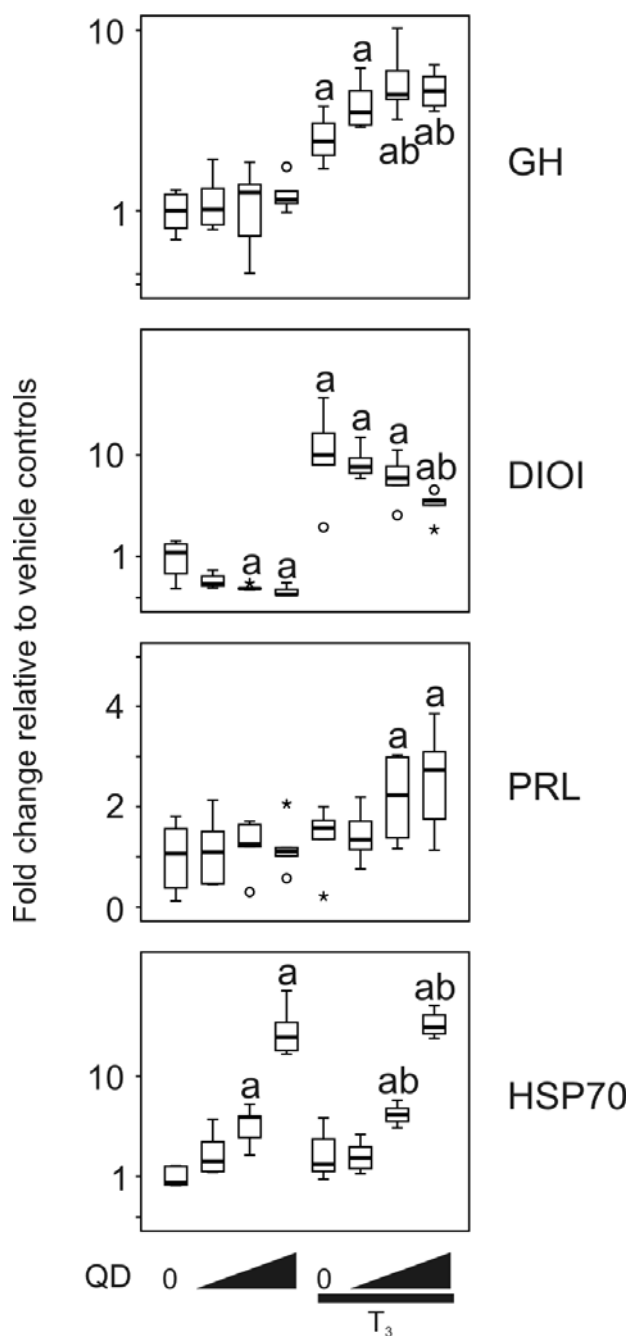 Fold change relative to vehicle controls
10
1
a
a
ab
ab
GH
10
1
a
a
a
a
a
ab
DIOI
4
2
0
a
a
PRL
10
1
a
a
ab
ab
HSP70
QD 0 0
T3